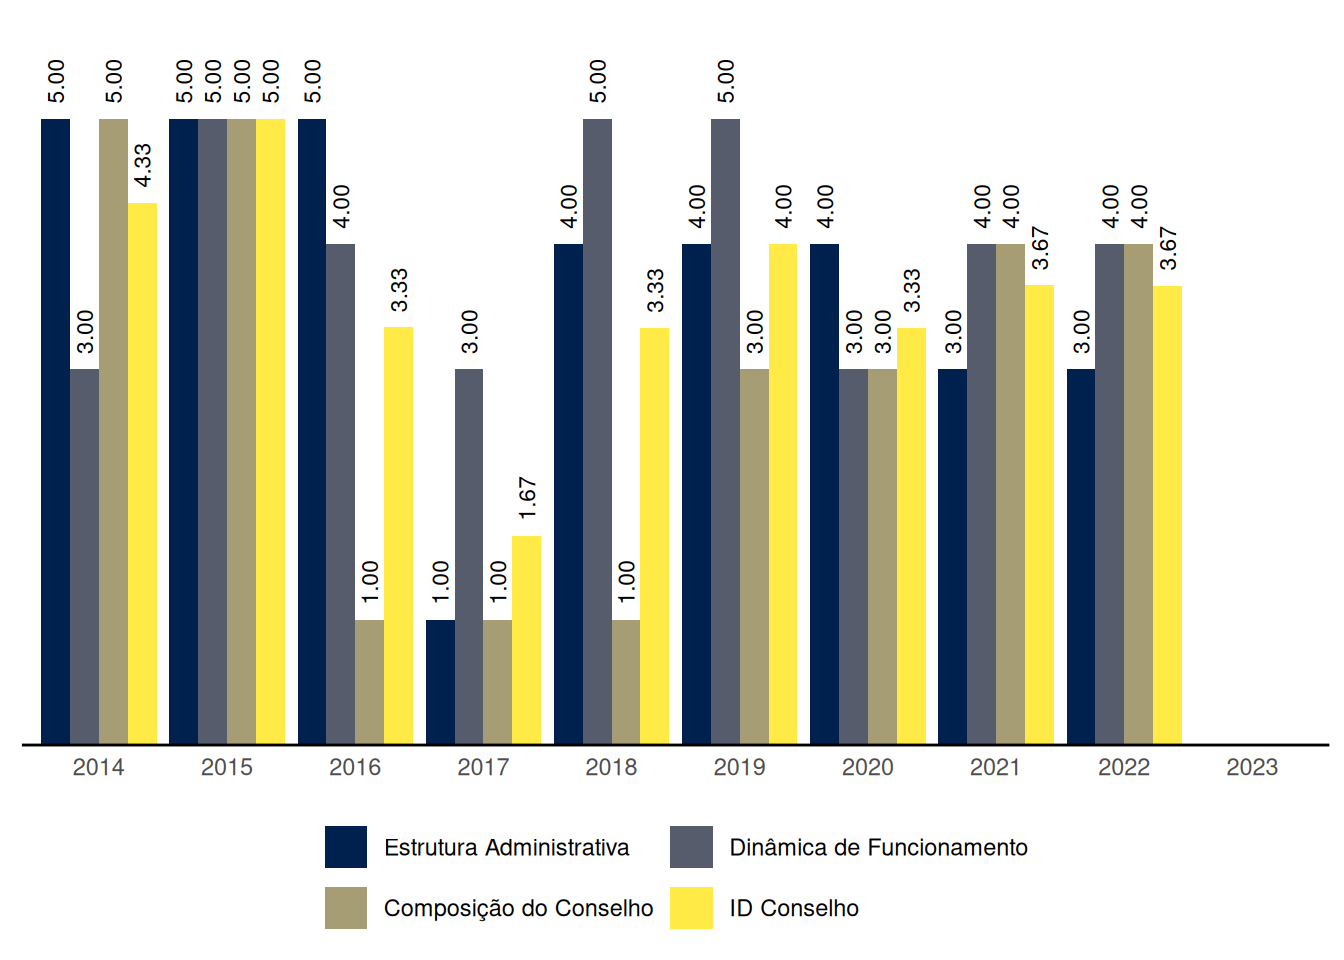 5.00 3.00 5.00 4.33 5.00 5.00 5.00 5.00 5.00 4.00 1.00 3.33 1.00 3.00 1.00 1.67 4.00 5.00 1.00 3.33 4.00 5.00 3.00 4.00 4.00 3.00 3.00 3.33 3.00 4.00 4.00 3.67 3.00 4.00 4.00 3.67
2014 2015 2016 2017 2018 2019 2020 2021 2022 2023
Estrutura Administrativa Dinâmica de Funcionamento
Composição do Conselho ID Conselho